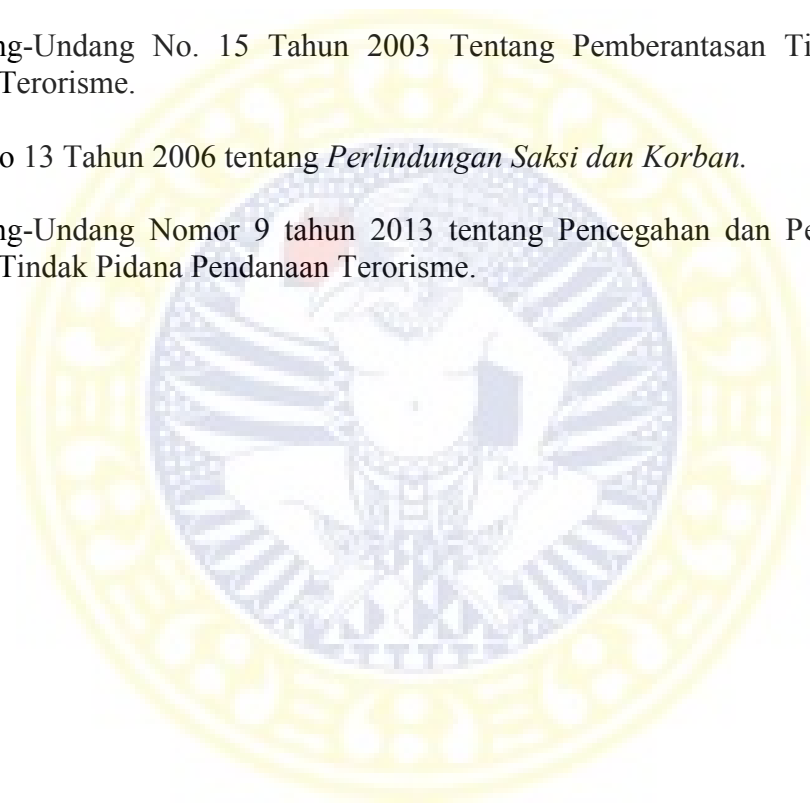 ng-Undang No. 15 Tahun 2003 Tentang Pemberantasan Ti
Terorisme.
o 13 Tahun 2006 tentang Perlindungan Saksi dan Korban.
ng-Undang Nomor 9 tahun 2013 tentang Pencegahan dan Pe
Tindak Pidana Pendanaan Terorisme.